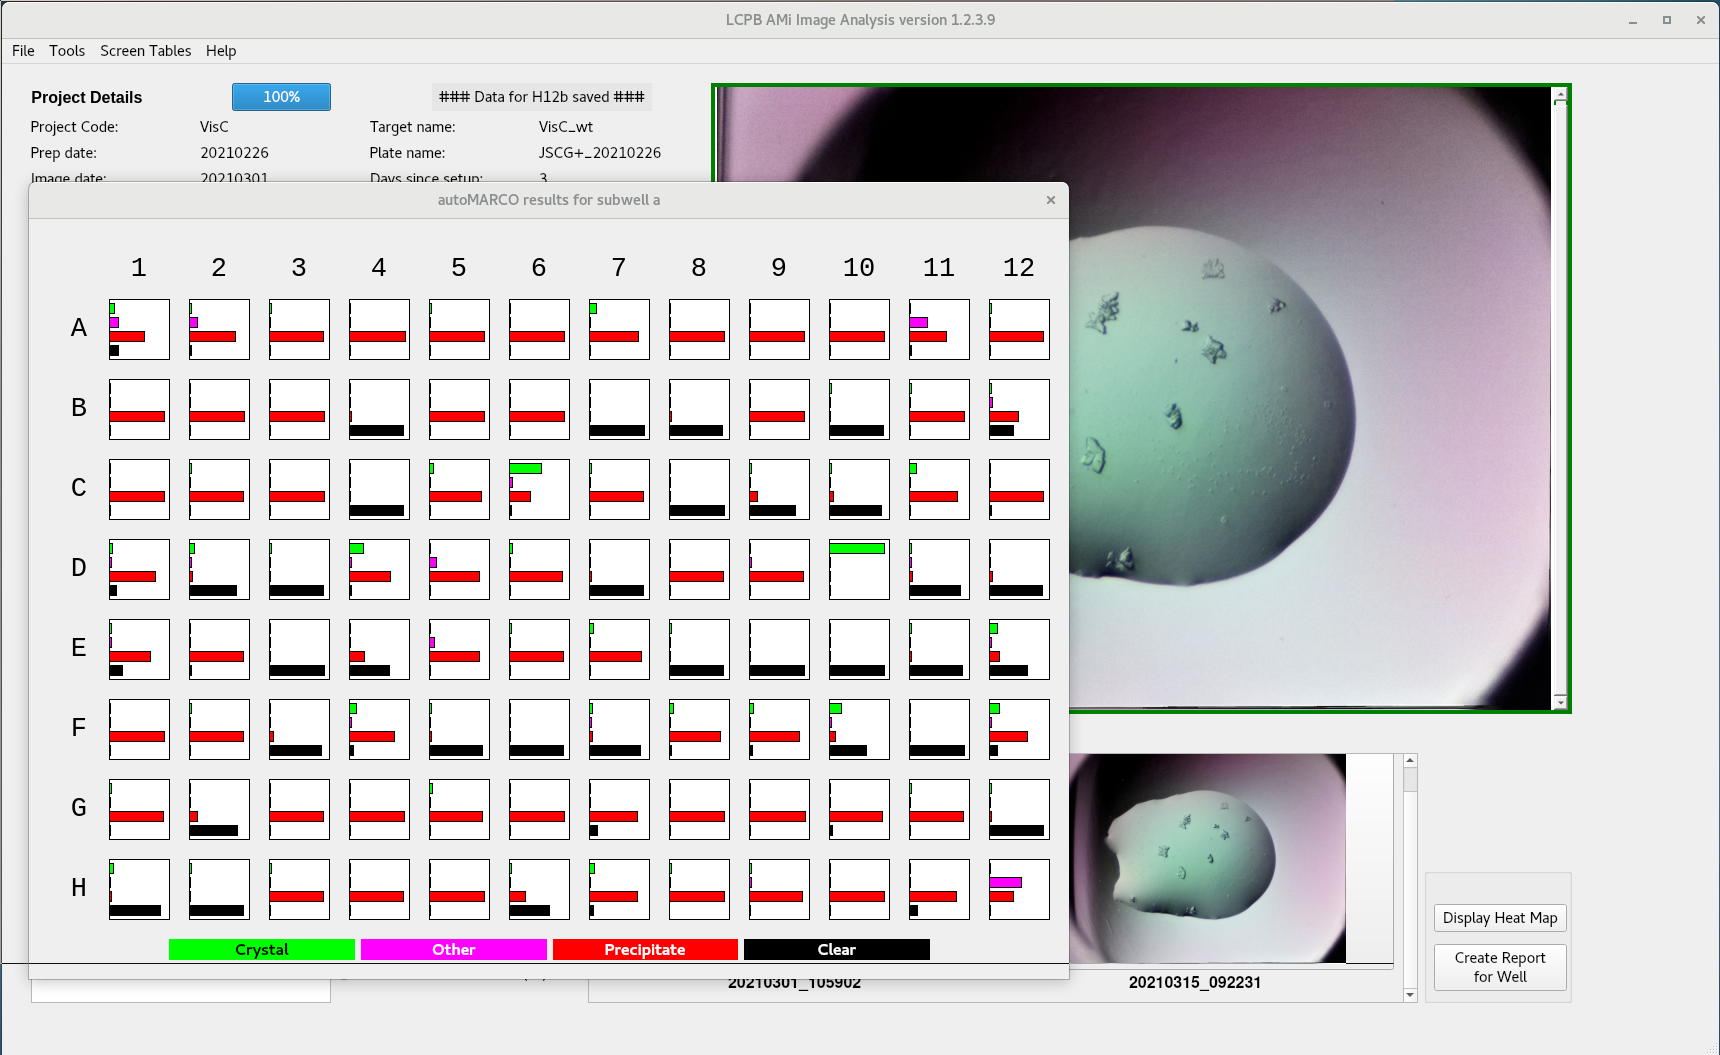 LCPB AMi Image Analysis version 1.2.3.9
File Tools Screen Tables Help
Project Details 100% ### Data for H12b saved ###
Project Code: VisC Target name: VisC_wt
Prep date: 20210226 Plate name: JSCG+_20210226
Image date: 20210301 Days since setup: 3
autoMARCO results for subwell a
1 2 3 4 5 6 7 8 9 10 11 12
A
B
C
D
E
F
G
H
Crystal Other Precipitate Clear
Display Heat Map
Create Report
for Well
20210301_105902 20210315_092231